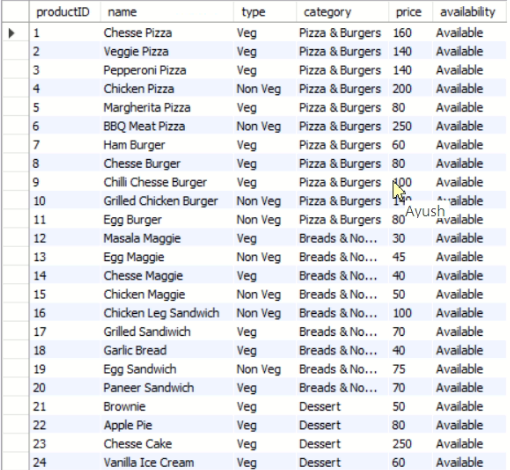 productID name type category price availability
1 Chesse Pizza Veg Pizza & Burgers 160 Available
2 Veggie Pizza Veg Pizza & Burgers 140 Available
3 Pepperoni Pizza Veg Pizza & Burgers 140 Available
4 Chicken Pizza Non Veg Pizza & Burgers 200 Available
5 Margherita Pizza Veg Pizza & Burgers 80 Available
6 BBQ Meat Pizza Non Veg Pizza & Burgers 250 Available
7 Ham Burger Veg Pizza & Burgers 60 Available
8 Chesse Burger Veg Pizza & Burgers 80 Available
9 Chilli Chesse Burger Veg Pizza & Burgers 100 Available
10 Grilled Chicken Burger Non Veg Pizza & Burgers Available
Ayush
11 Egg Burger Non Veg Pizza & Burgers 80 Available
12 Masala Maggie Veg Breads & No... 30 Available
13 Egg Maggie Non Veg Breads & No... 45 Available
14 Chesse Maggie Veg Breads & No... 40 Available
15 Chicken Maggie Non Veg Breads & No... 50 Available
16 Chicken Leg Sandwich Non Veg Breads & No... 100 Available
17 Grilled Sandiwich Veg Breads & No... 70 Available
18 Garlic Bread Veg Breads & No... 40 Available
19 Egg Sandwich Non Veg Breads & No... 75 Available
20 Paneer Sandwich Veg Breads & No... 70 Available
21 Brownie Veg Dessert 50 Available
22 Apple Pie Veg Dessert 80 Available
23 Chesse Cake Veg Dessert 250 Available
24 Vanilla Ice Cream Veg Dessert 60 Available